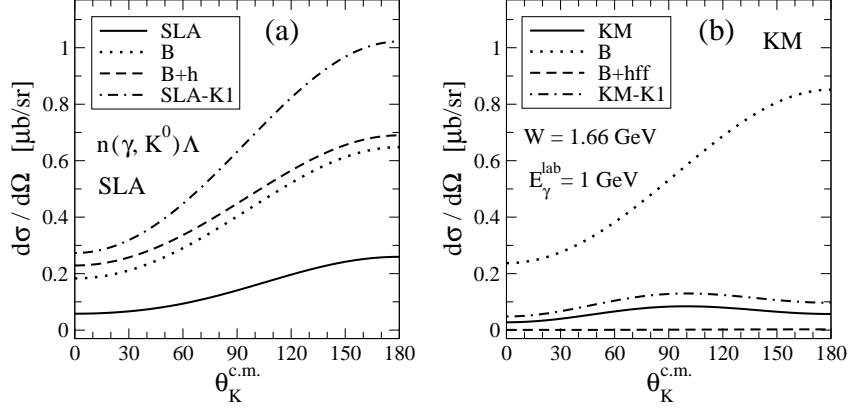 (a)
SLA
B
B+h
SLA-K1
n(γ, K⁰)Λ
SLA
dσ / dΩ [μb/sr]
1
0.8
0.6
0.4
0.2
0
0 30 60 90 120 150 180
θ_K^c.m.
(b)
KM
KM
B
B+hff
KM-K1
W = 1.66 GeV
E_γ^lab = 1 GeV
dσ / dΩ [μb/sr]
1
0.8
0.6
0.4
0.2
0
0 30 60 90 120 150 180
θ_K^c.m.